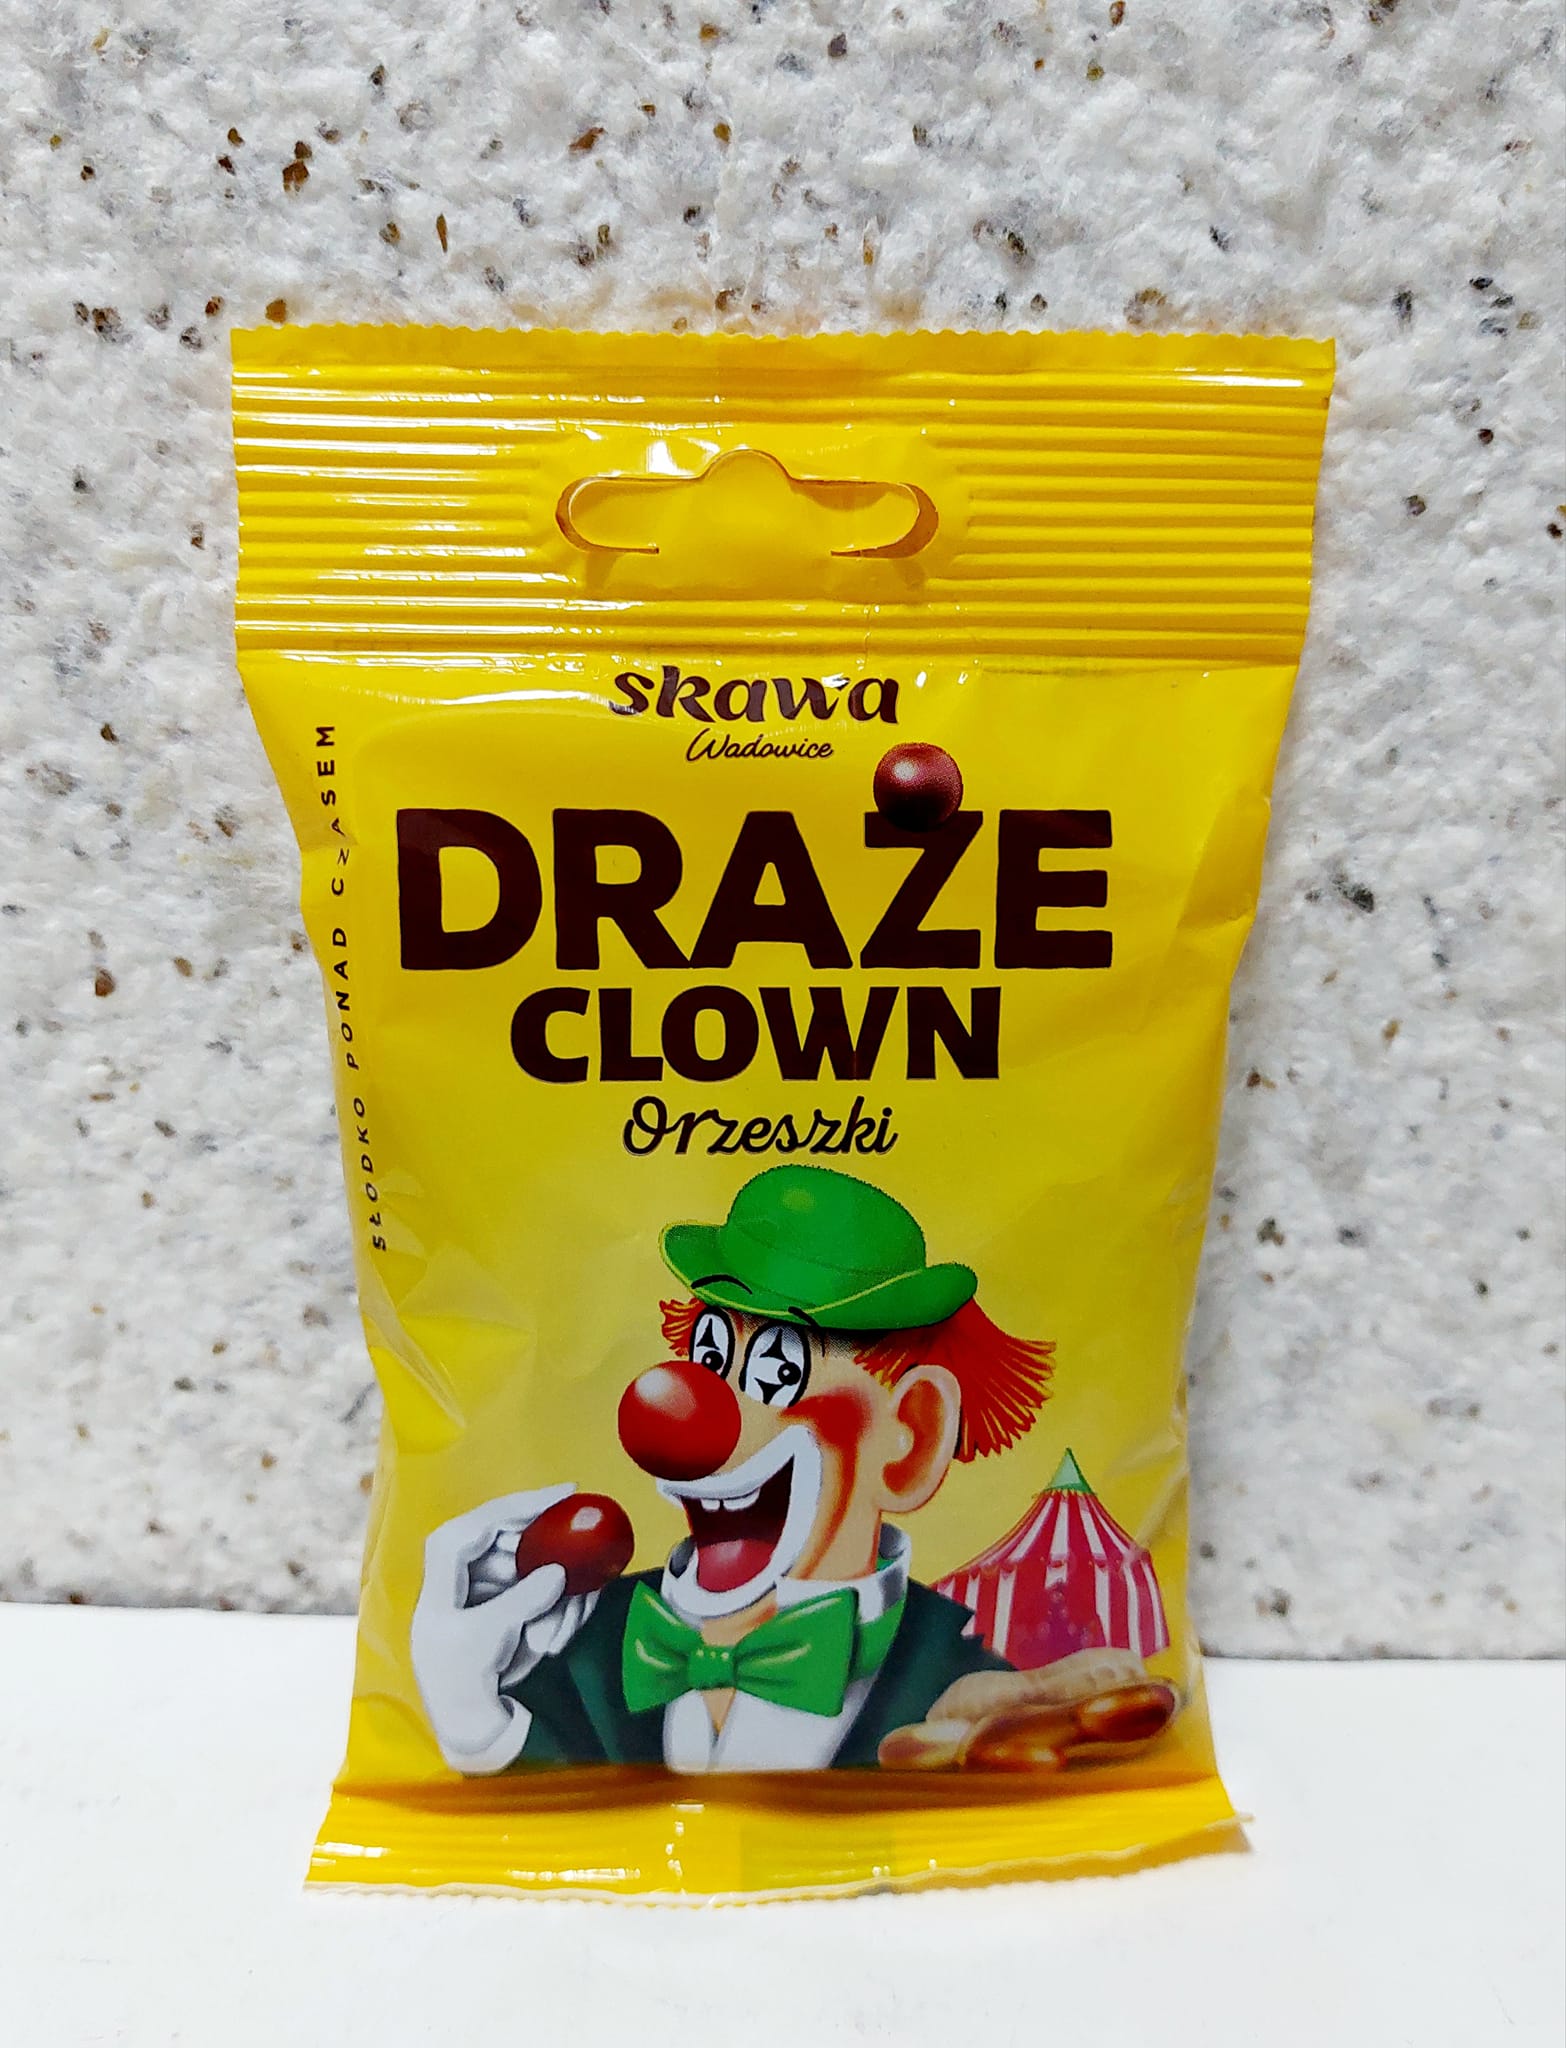 skawa
Wadowice
DRAŻE
CLOWN
Orzeszki
SŁODKO PONAD CZASEM